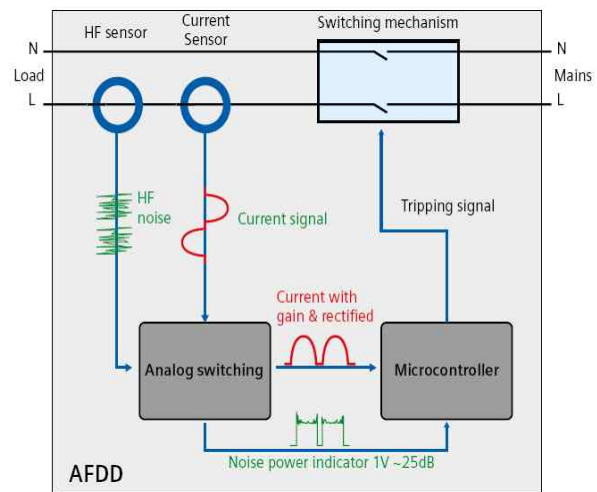 HF sensor
Current
Sensor
Switching mechanism
N
N
Load
Mains
L
L
HF
noise
Current signal
Tripping signal
Current with
gain & rectified
Analog switching
Microcontroller
Noise power indicator 1V ~25dB
AFDD